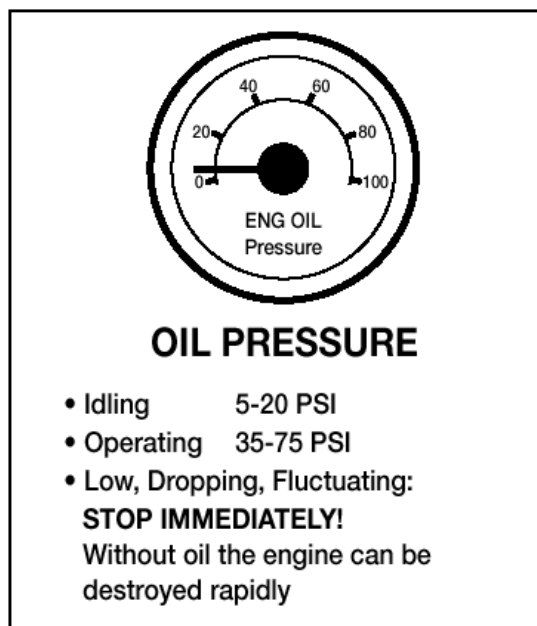 40 60
20 80
0 100
ENG OIL
Pressure
OIL PRESSURE
• Idling 5-20 PSI
• Operating 35-75 PSI
• Low, Dropping, Fluctuating:
STOP IMMEDIATELY!
Without oil the engine can be
destroyed rapidly